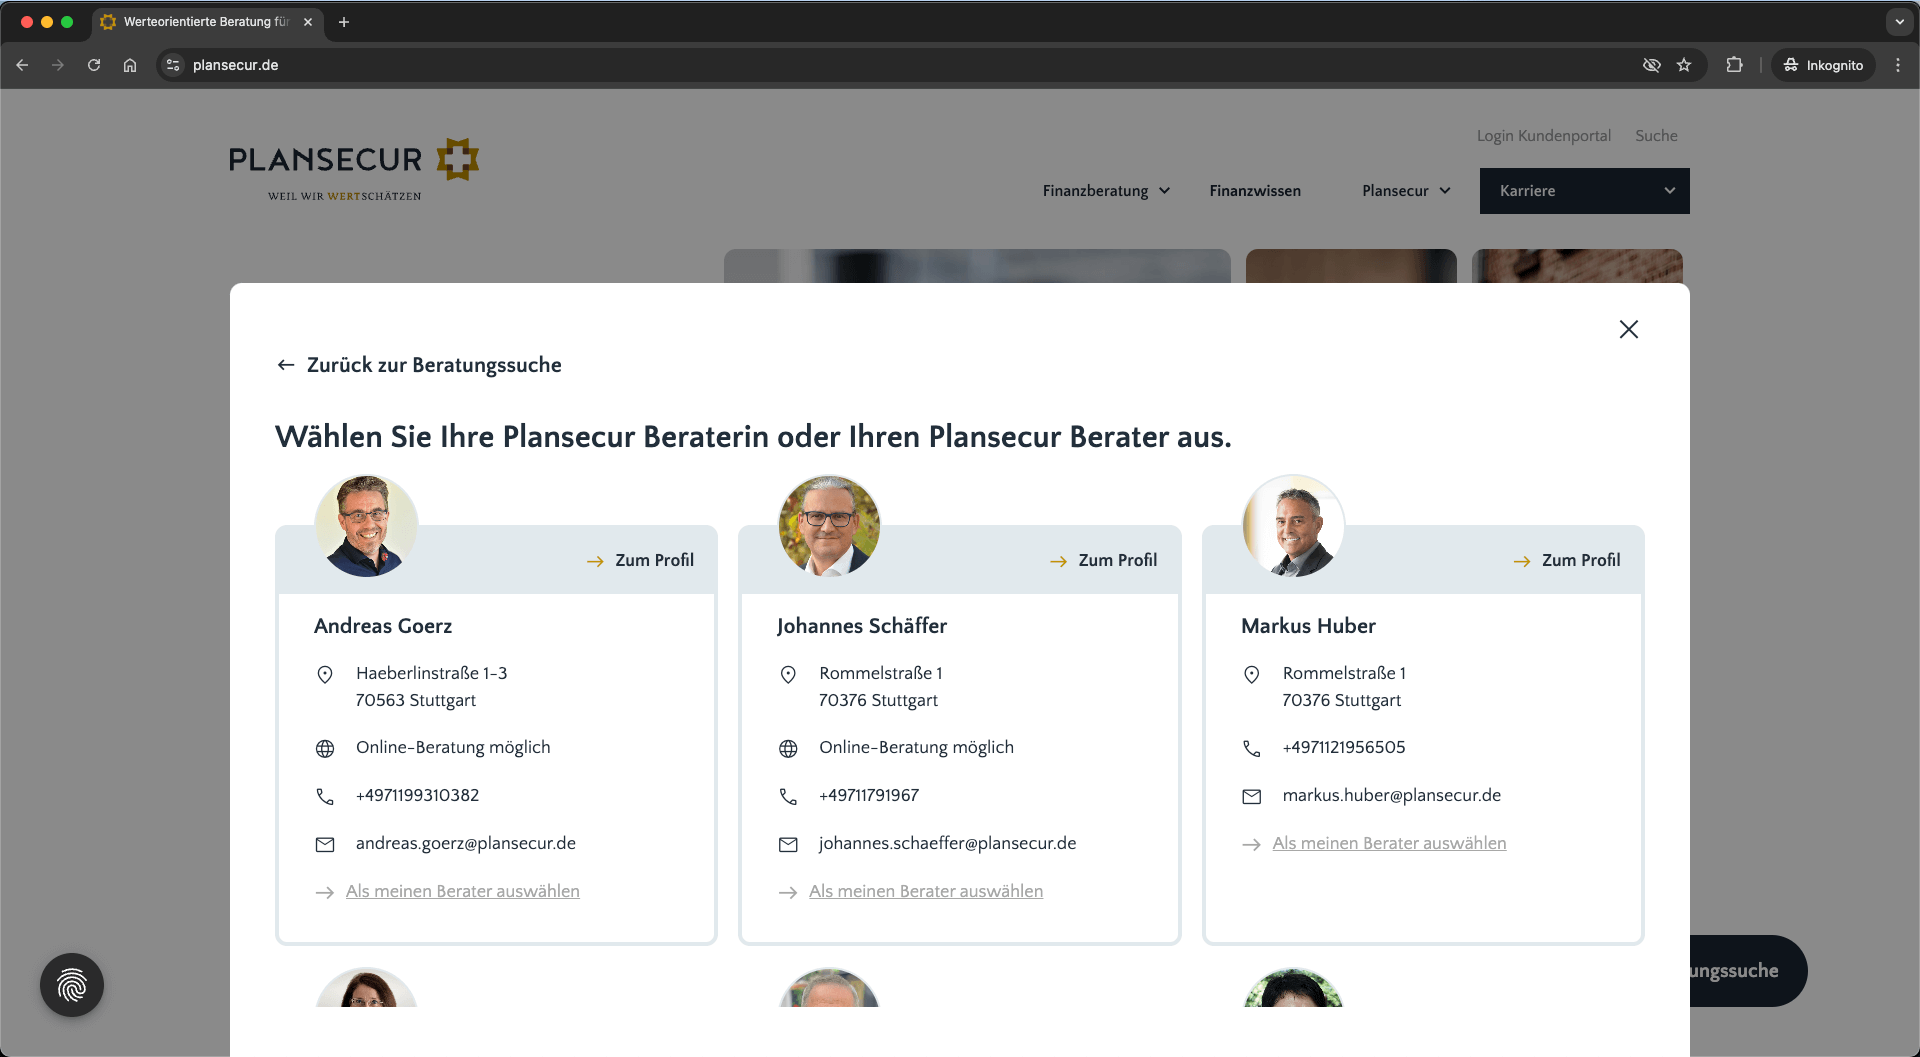 Werteorientierte Beratung für
plansecur.de
Inkognito
Login Kundenportal Suche
PLANSECUR
WEIL WIR WERTSCHÄTZEN
Finanzberatung Finanzwissen Plansecur Karriere
Zurück zur Beratungssuche
Wählen Sie Ihre Plansecur Beraterin oder Ihren Plansecur Berater aus.
Zum Profil
Andreas Goerz
Haeberlinstraße 1-3
70563 Stuttgart
Online-Beratung möglich
+4971199310382
andreas.goerz@plansecur.de
Als meinen Berater auswählen
Zum Profil
Johannes Schäffer
Rommelstraße 1
70376 Stuttgart
Online-Beratung möglich
+49711791967
johannes.schaeffer@plansecur.de
Als meinen Berater auswählen
Zum Profil
Markus Huber
Rommelstraße 1
70376 Stuttgart
+4971121956505
markus.huber@plansecur.de
Als meinen Berater auswählen
ungssuche